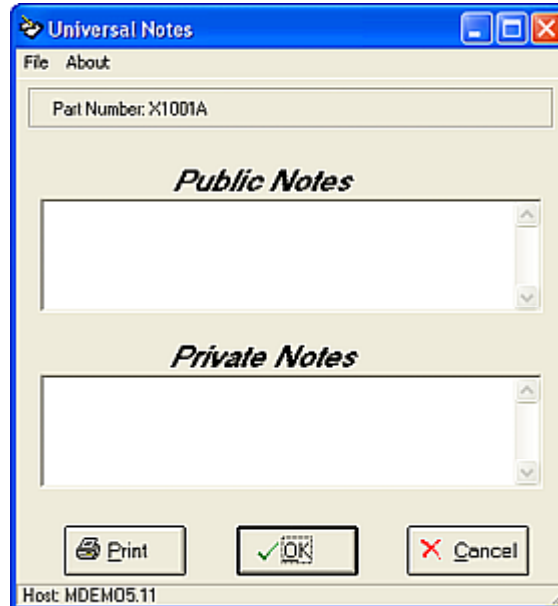 Universal Notes
File About
Part Number: X1001A
Public Notes
Private Notes
Print OK Cancel
Host: MDEMO5.11